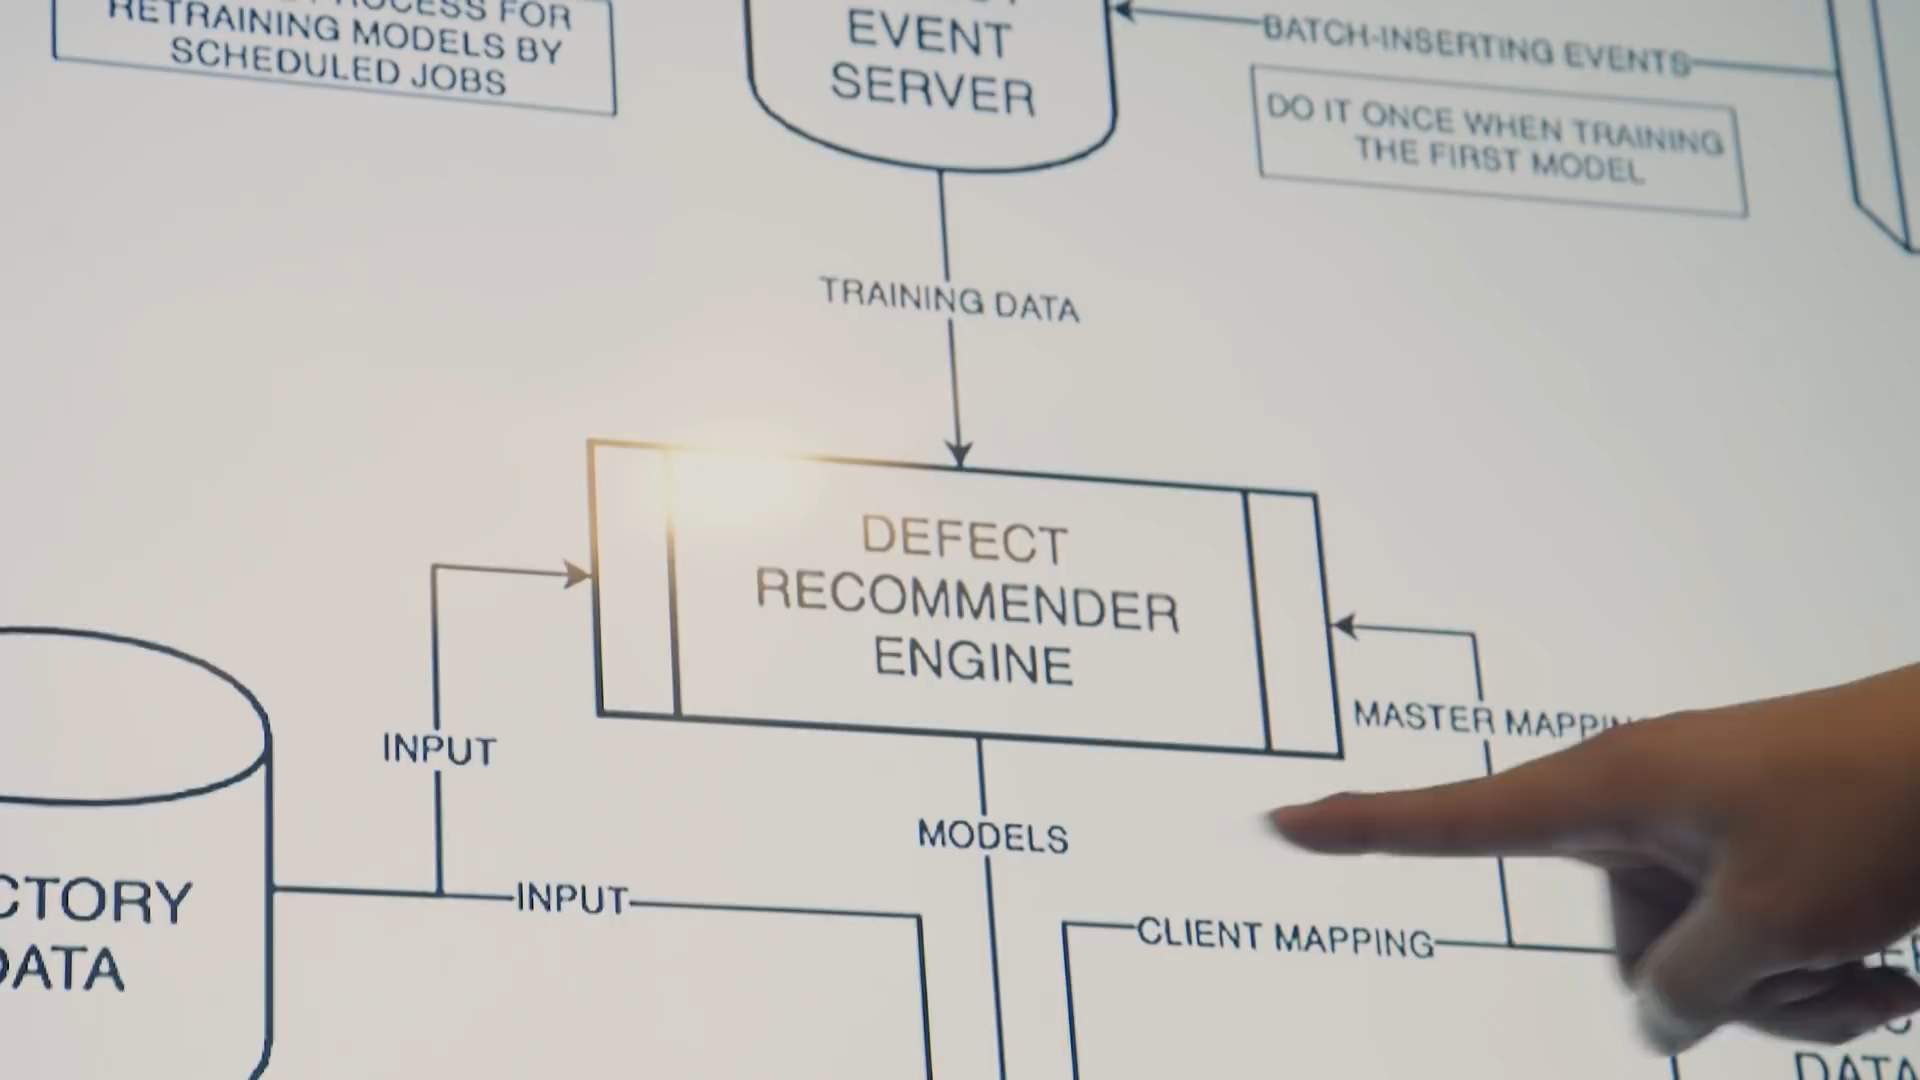 RETRAINING MODELS BY
SCHEDULED JOBS
EVENT
SERVER
BATCH-INSERTING EVENTS
DO IT ONCE WHEN TRAINING
THE FIRST MODEL
TRAINING DATA
DEFECT
RECOMMENDER
ENGINE
MASTER
INPUT
MODELS
INPUT
CLIENT MAPPING
DATA
DATA